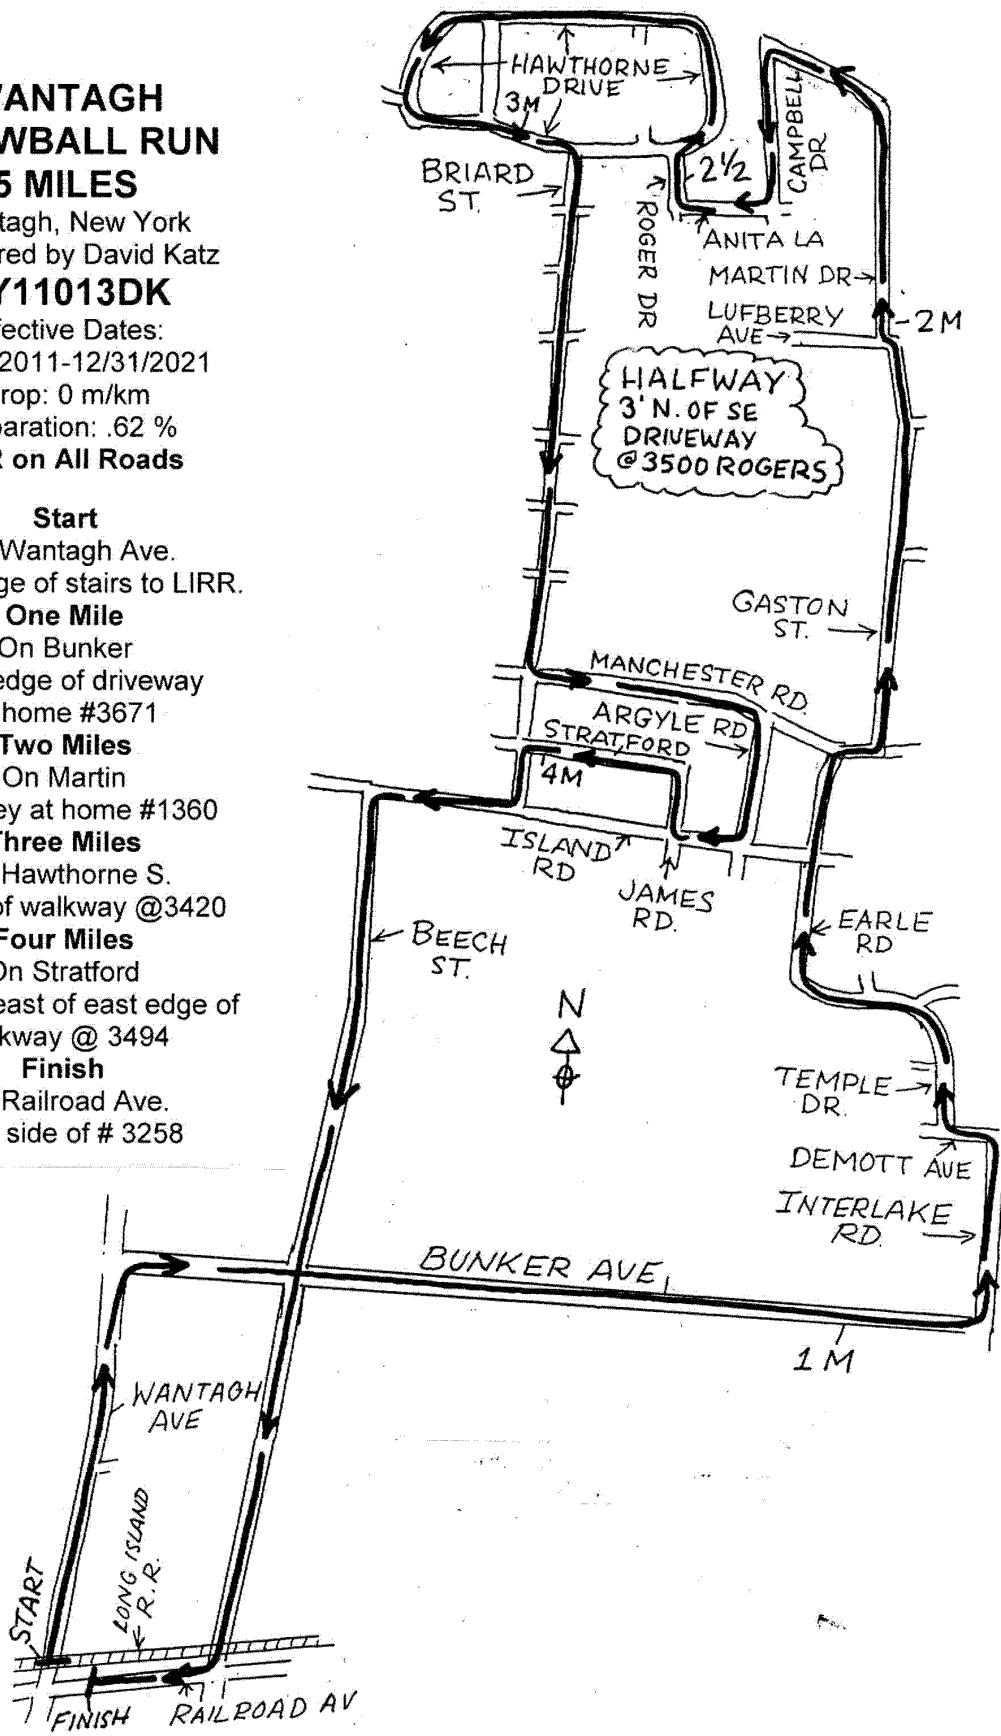 VANTAGH
WBALL RUN
5 MILES
tagh, New York
red by David Katz
Y11013DK
fective Dates:
2011-12/31/2021
rop: 0 m/km
paration: .62 %
R on All Roads
Start
Wantagh Ave.
ge of stairs to LIRR.
One Mile
On Bunker
edge of driveway
home #3671
Two Miles
On Martin
ey at home #1360
Three Miles
Hawthorne S.
of walkway @3420
Four Miles
On Stratford
east of east edge of
kway @ 3494
Finish
Railroad Ave.
side of # 3258
HAWTHORNE
DRIVE
3M
BRIARD
ST.
2½
ROGER DR
CAMPBELL
DR
ANITA LA
MARTIN DR
LUFBERRY
AVE
2M
HALFWAY
3' N. OF SE
DRIVEWAY
@ 3500 ROGERS
GASTON
ST.
MANCHESTER RD.
ARGYLE RD
STRATFORD
4M
ISLAND
RD
JAMES
RD.
BEECH
ST.
EARLE
RD
N
TEMPLE
DR.
DEMOTT AVE
INTERLAKE
RD.
BUNKER AVE
1 M
WANTAGH
AVE
LONG ISLAND
R.R.
START
FINISH
RAILROAD AV